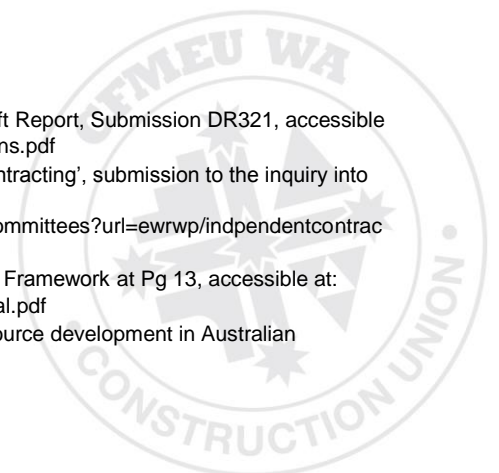 CFMEU WA
ft Report, Submission DR321, accessible
ns.pdf
ntracting’, submission to the inquiry into
ommittees?url=ewrwp/indpendentcontrac
Framework at Pg 13, accessible at:
al.pdf
ource development in Australian
CONSTRUCTION UNION